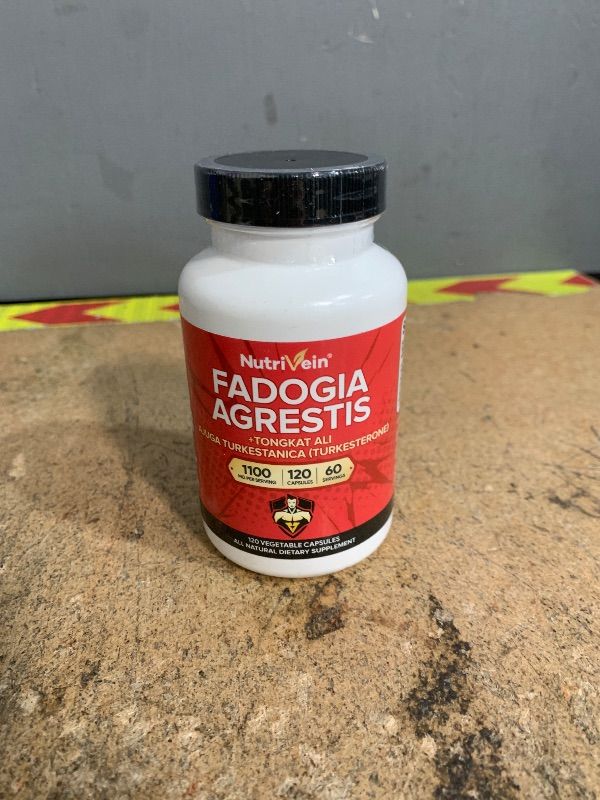 NutriVein®
FADOGIA
AGRESTIS
+TONGKAT ALI
AJUGA TURKESTANICA (TURKESTERONE)
1100 120 60
MG PER SERVING CAPSULES SERVINGS
120 VEGETABLE CAPSULES
ALL NATURAL DIETARY SUPPLEMENT